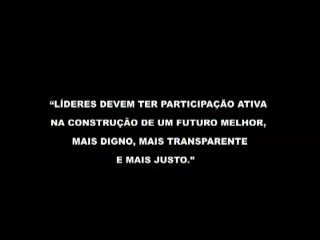 “LÍDERES DEVEM TER PARTICIPAÇÃO ATIVA
NA CONSTRUÇÃO DE UM FUTURO MELHOR,
MAIS DIGNO, MAIS TRANSPARENTE
E MAIS JUSTO.”